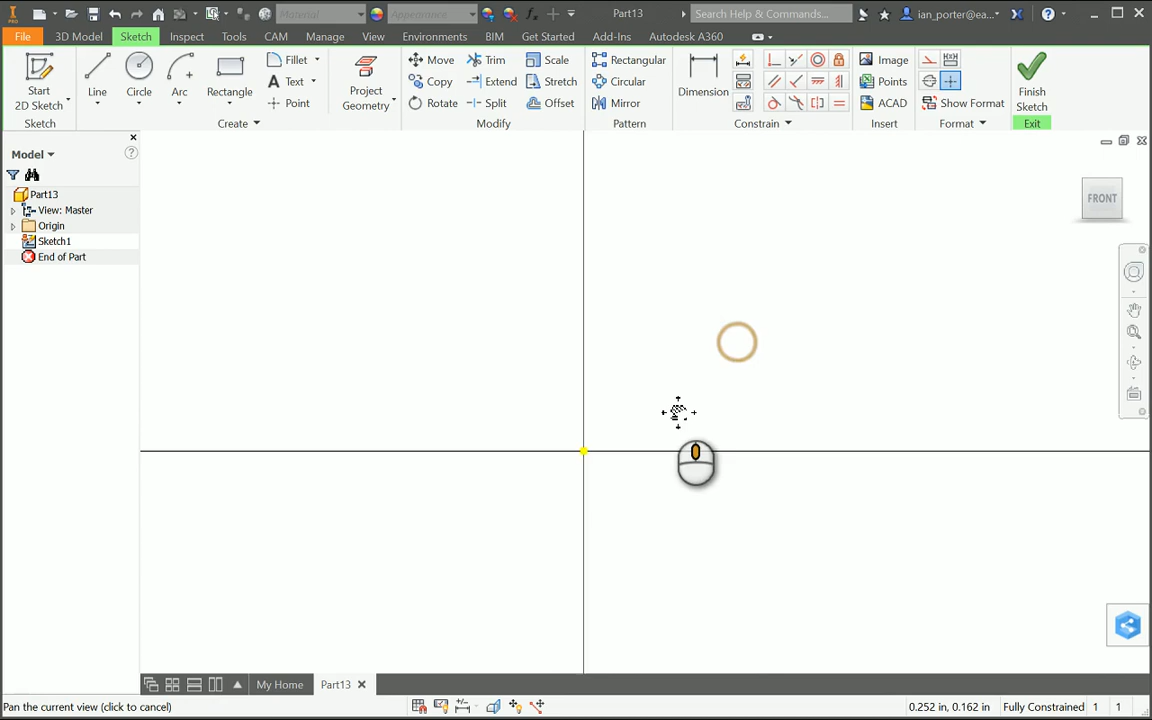 Material
Appearance
Part13
Search Help & Commands...
ian_porter@ea...
PRO
File
3D Model
Sketch
Inspect
Tools
CAM
Manage
View
Environments
BIM
Get Started
Add-Ins
Autodesk A360
Start
2D Sketch
Line
Circle
Arc
Rectangle
Fillet
Text
Point
Project
Geometry
Move
Copy
Rotate
Trim
Extend
Split
Scale
Stretch
Offset
Rectangular
Circular
Mirror
Dimension
Image
Points
ACAD
Show Format
Finish
Sketch
Sketch
Create
Modify
Pattern
Constrain
Insert
Format
Exit
Model
Part13
View: Master
Origin
Sketch1
End of Part
FRONT
My Home
Part13
Pan the current view (click to cancel)
0.252 in, 0.162 in
Fully Constrained
1
1